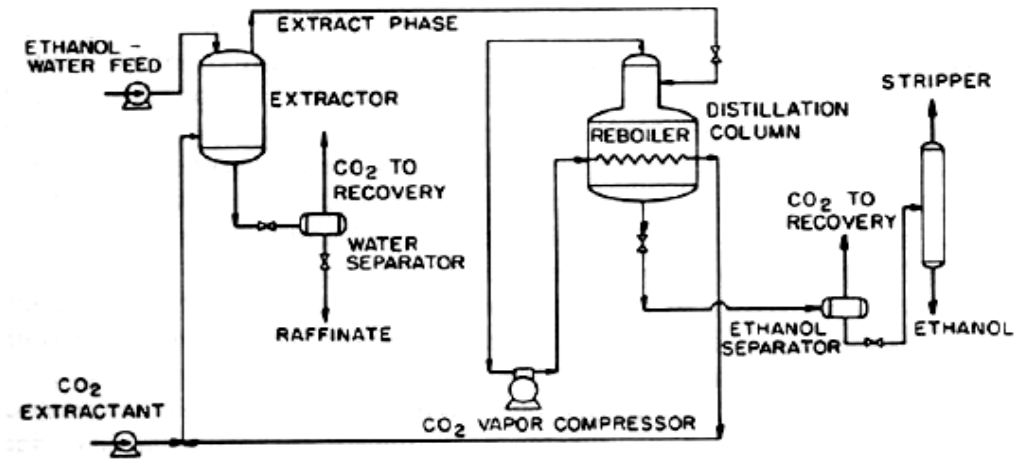 EXTRACT PHASE
ETHANOL -
WATER FEED
EXTRACTOR
STRIPPER
DISTILLATION
COLUMN
REBOILER
CO2 TO
RECOVERY
CO2 TO
RECOVERY
WATER
SEPARATOR
RAFFINATE
ETHANOL
SEPARATOR
ETHANOL
CO2
EXTRACTANT
CO2 VAPOR COMPRESSOR